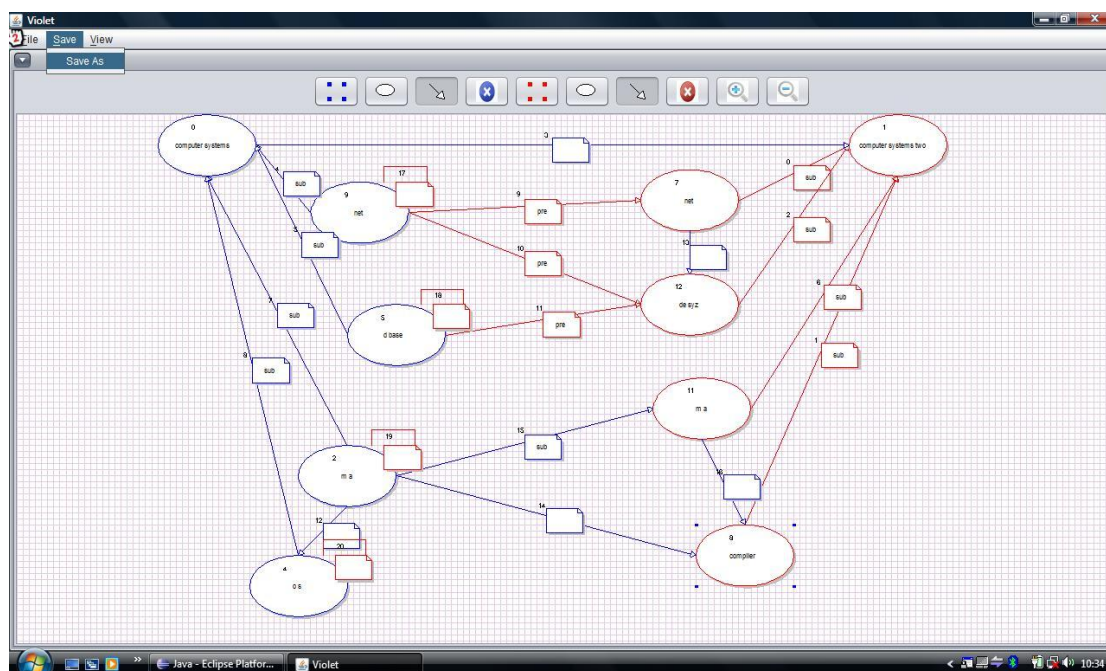 Violet
File Save View
Save As
0
computer systems
1
computer systems two
3
4
sub
17
9
net
9
pre
7
net
0
sub
5
sub
10
pre
13
2
sub
12
de syz
18
5
d base
11
pre
6
sub
7
sub
1
sub
8
sub
11
m a
19
2
m a
15
sub
16
14
12
20
8
compiler
4
o s
Java - Eclipse Platfor... Violet 10:34